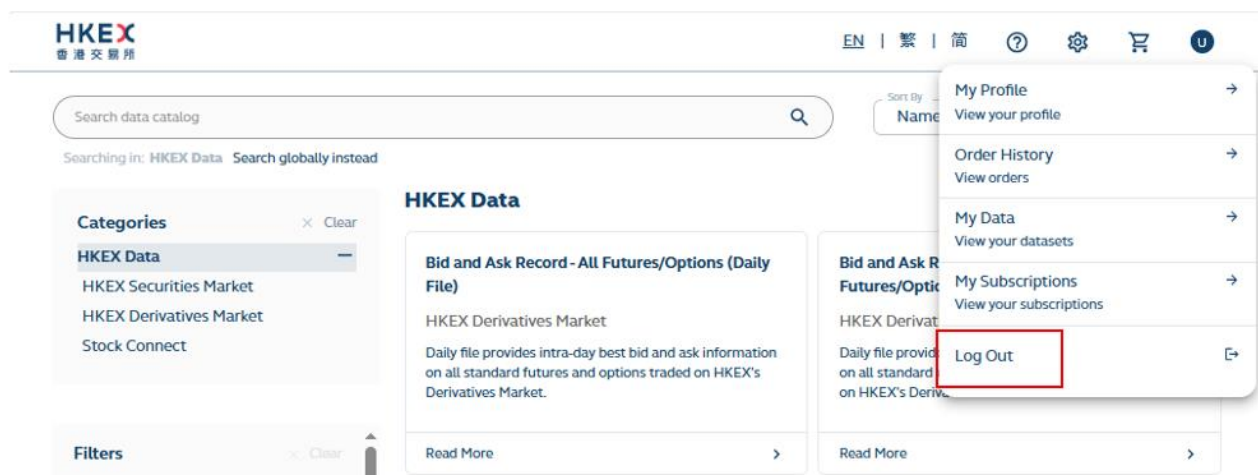 HKEX
香港交易所
EN | 繁 | 简
U
Search data catalog
Sort By
Name
Searching in: HKEX Data Search globally instead
My Profile
View your profile
Order History
View orders
My Data
View your datasets
My Subscriptions
View your subscriptions
Log Out
Categories
Clear
HKEX Data
HKEX Securities Market
HKEX Derivatives Market
Stock Connect
Filters
Clear
HKEX Data
Bid and Ask Record - All Futures/Options (Daily
File)
HKEX Derivatives Market
Daily file provides intra-day best bid and ask information
on all standard futures and options traded on HKEX's
Derivatives Market.
Read More
Bid and Ask R
Futures/Optio
HKEX Derivat
Daily file provid
on all standard
on HKEX's Deriva
Read More